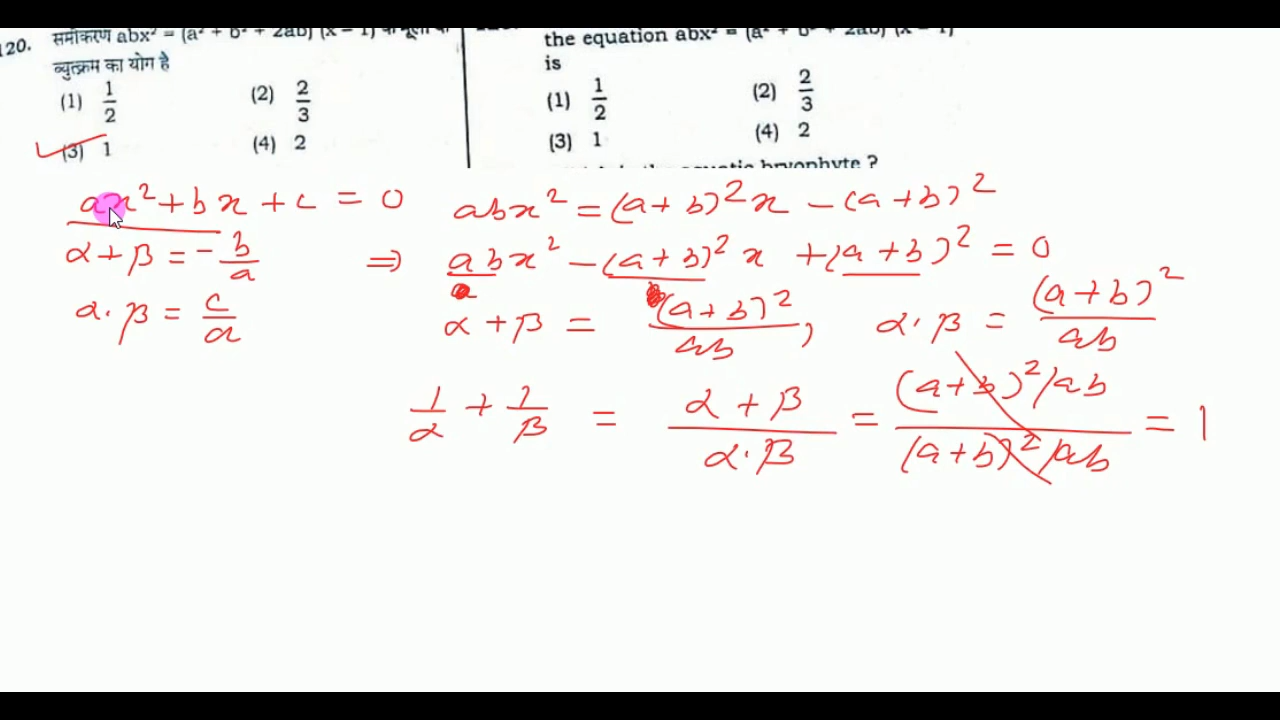 120. समीकरण abx² = (a² + b² + 2ab) (x − 1)
व्युत्क्रम का योग है
(1) 1/2 (2) 2/3
(3) 1 (4) 2
the equation abx² = (a² + b² + 2ab) (x − 1)
is
(1) 1/2 (2) 2/3
(3) 1 (4) 2
the aquatic bryophyte ?
ax² + bx + c = 0
α + β = − b/a
α · β = c/a
abx² = (a + b)²x − (a + b)²
⇒ abx² − (a + b)² x + (a + b)² = 0
a
α + β = (a + b)²/ab , α · β = (a + b)²/ab
1/α + 1/β = α + β/α · β = (a + b)²/ab/(a + b)²/ab = 1